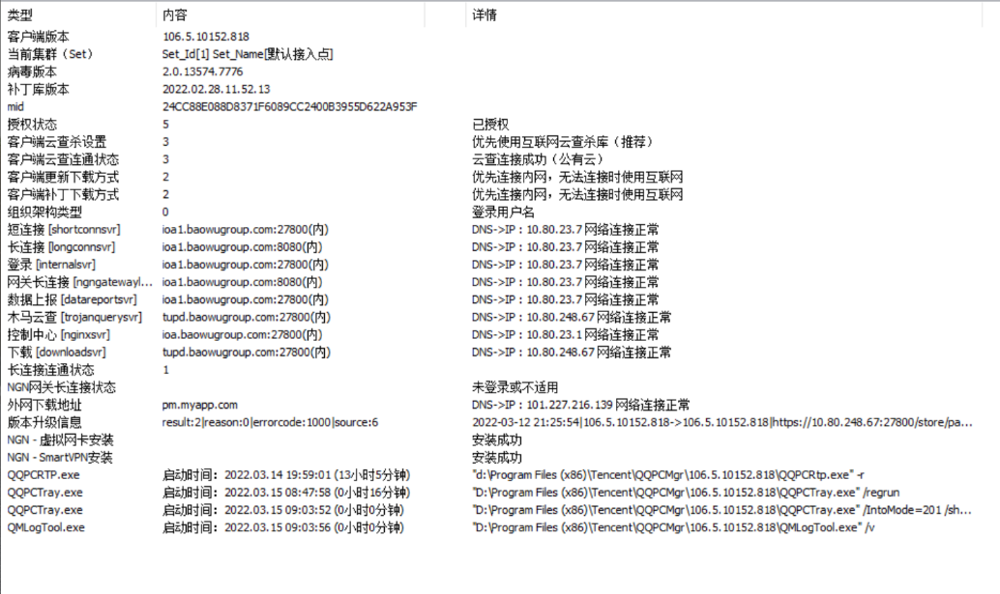 类型 内容 详情
客户端版本 106.5.10152.818
当前集群（Set） Set_Id[1] Set_Name[默认接入点]
病毒版本 2.0.13574.7776
补丁库版本 2022.02.28.11.52.13
mid 24CC88E088D8371F6089CC2400B3955D622A953F
授权状态 5 已授权
客户端云查杀设置 3 优先使用互联网云查杀库（推荐）
客户端云查连通状态 3 云查连接成功（公有云）
客户端更新下载方式 2 优先连接内网，无法连接时使用互联网
客户端补丁下载方式 2 优先连接内网，无法连接时使用互联网
组织架构类型 0 登录用户名
短连接 [shortconnsvr] ioa1.baowugroup.com:27800(内) DNS->IP : 10.80.23.7 网络连接正常
长连接 [longconnsvr] ioa1.baowugroup.com:8080(内) DNS->IP : 10.80.23.7 网络连接正常
登录 [internalsvr] ioa1.baowugroup.com:27800(内) DNS->IP : 10.80.23.7 网络连接正常
网关长连接 [ngngatewayl... ioa1.baowugroup.com:8080(内) DNS->IP : 10.80.23.7 网络连接正常
数据上报 [datareportsvr] ioa1.baowugroup.com:27800(内) DNS->IP : 10.80.23.7 网络连接正常
木马云查 [trojanquerysvr] tupd.baowugroup.com:27800(内) DNS->IP : 10.80.248.67 网络连接正常
控制中心 [nginxsvr] ioa.baowugroup.com:27800(内) DNS->IP : 10.80.23.1 网络连接正常
下载 [downloadsvr] tupd.baowugroup.com:27800(内) DNS->IP : 10.80.248.67 网络连接正常
长连接连通状态 1
NGN网关长连接状态 未登录或不适用
外网下载地址 pm.myapp.com DNS->IP : 101.227.216.139 网络连接正常
版本升级信息 result:2|reason:0|errorcode:1000|source:6 2022-03-12 21:25:54|106.5.10152.818->106.5.10152.818|https://10.80.248.67:27800/store/pa...
NGN - 虚拟网卡安装 安装成功
NGN - SmartVPN安装 安装成功
QQPCRTP.exe 启动时间：2022.03.14 19:59:01 (13小时5分钟) "d:\Program Files (x86)\Tencent\QQPCMgr\106.5.10152.818\QQPCRtp.exe" -r
QQPCTray.exe 启动时间：2022.03.15 08:47:58 (0小时16分钟) "D:\Program Files (x86)\Tencent\QQPCMgr\106.5.10152.818\QQPCTray.exe" /regrun
QQPCTray.exe 启动时间：2022.03.15 09:03:52 (0小时0分钟) "D:\Program Files (x86)\Tencent\QQPCMgr\106.5.10152.818\QQPCTray.exe" /IntoMode=201 /sh...
QMLogTool.exe 启动时间：2022.03.15 09:03:56 (0小时0分钟) "D:\Program Files (x86)\Tencent\QQPCMgr\106.5.10152.818\QMLogTool.exe" /v